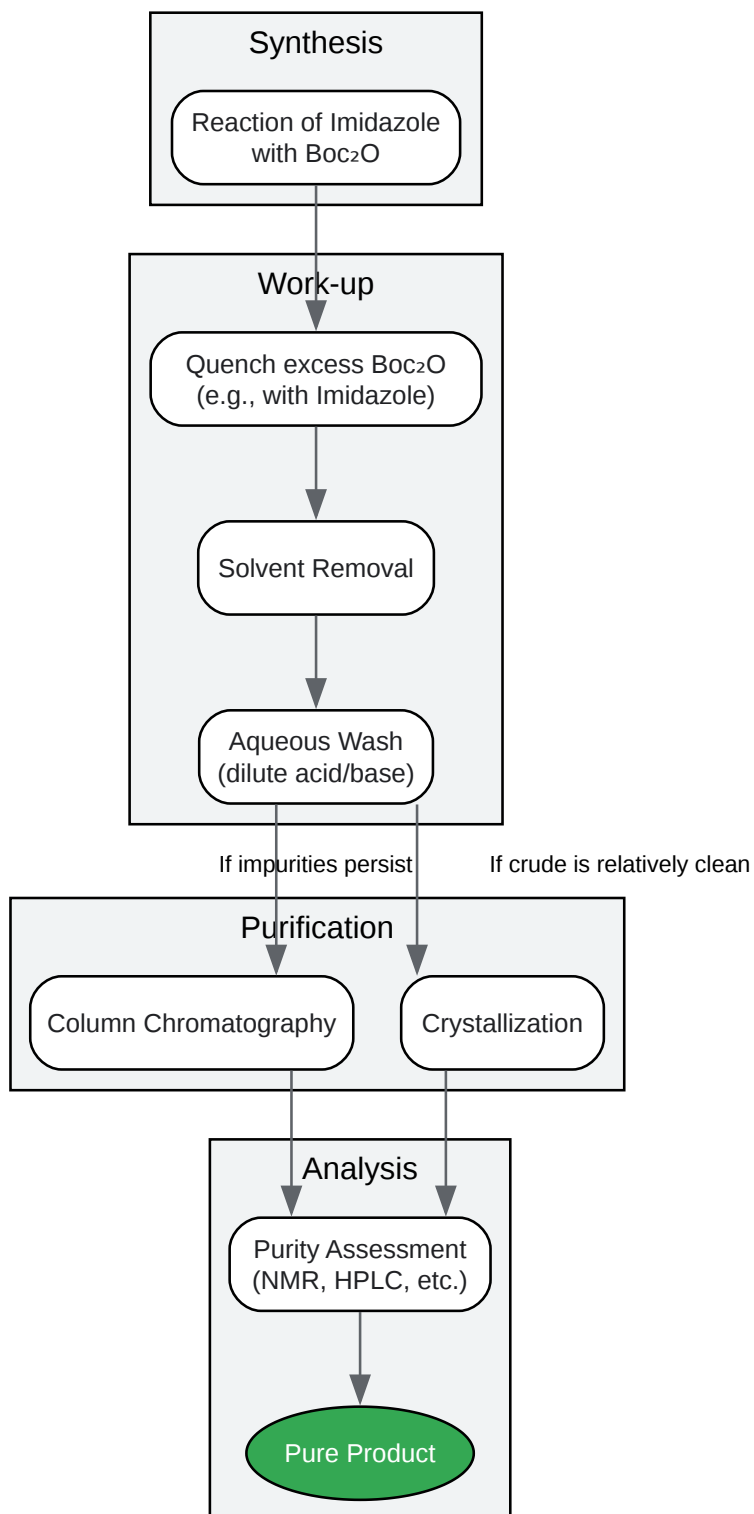 Synthesis
Reaction of Imidazole
with Boc₂O
Work-up
Quench excess Boc₂O
(e.g., with Imidazole)
Solvent Removal
Aqueous Wash
(dilute acid/base)
If impurities persist
If crude is relatively clean
Purification
Column Chromatography
Crystallization
Analysis
Purity Assessment
(NMR, HPLC, etc.)
Pure Product